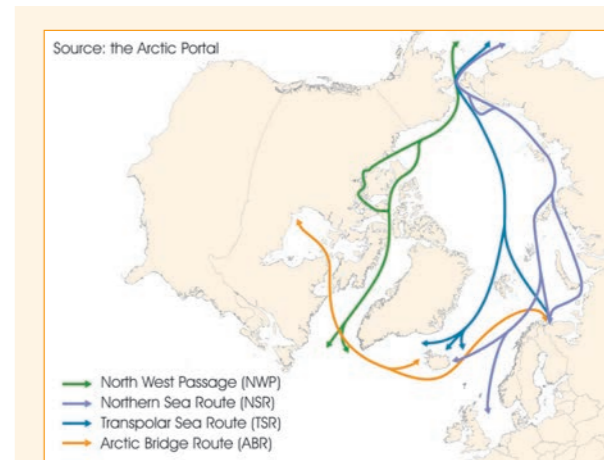 Source: the Arctic Portal
North West Passage (NWP)
Northern Sea Route (NSR)
Transpolar Sea Route (TSR)
Arctic Bridge Route (ABR)